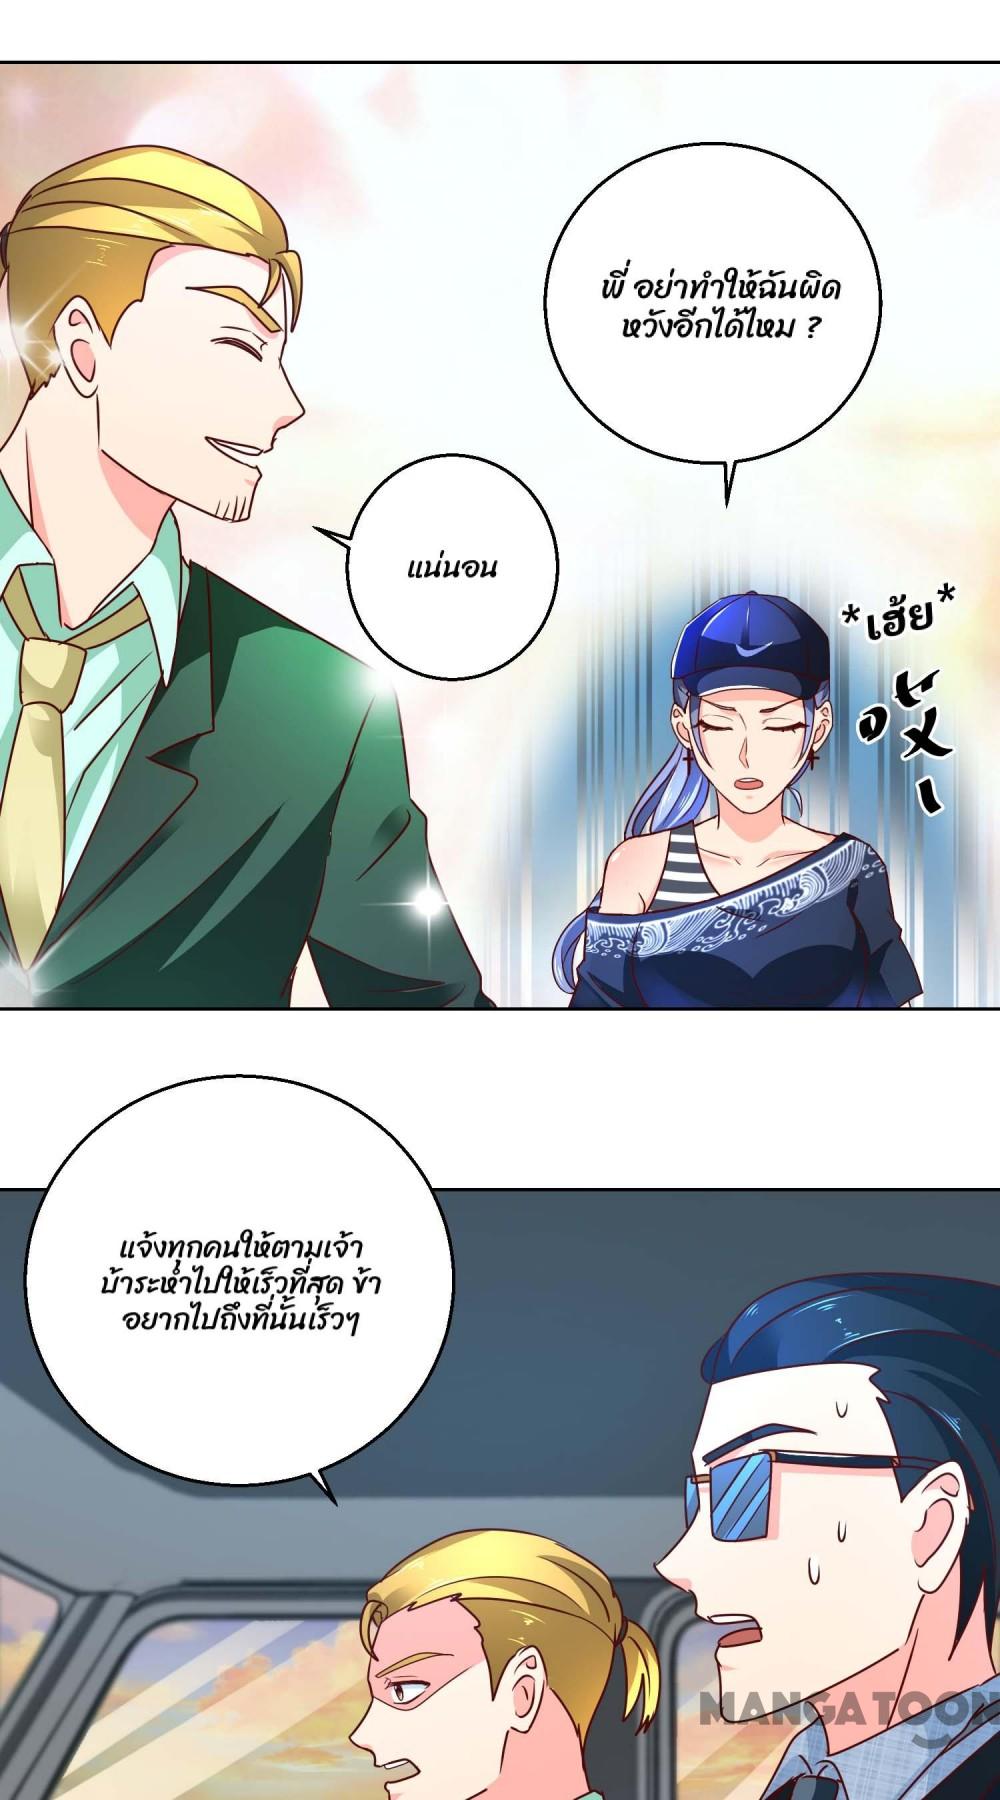 พี่ อย่าทำให้ฉันผิด
หวังอีกได้ไหม ?
แน่นอน
*เฮ้ย*
哎
แจ้งทุกคนให้ตามเจ้า
บ้าระห่ำไปให้เร็วที่สุด ข้า
อยากไปถึงที่นั้นเร็วๆ
MANGATOON